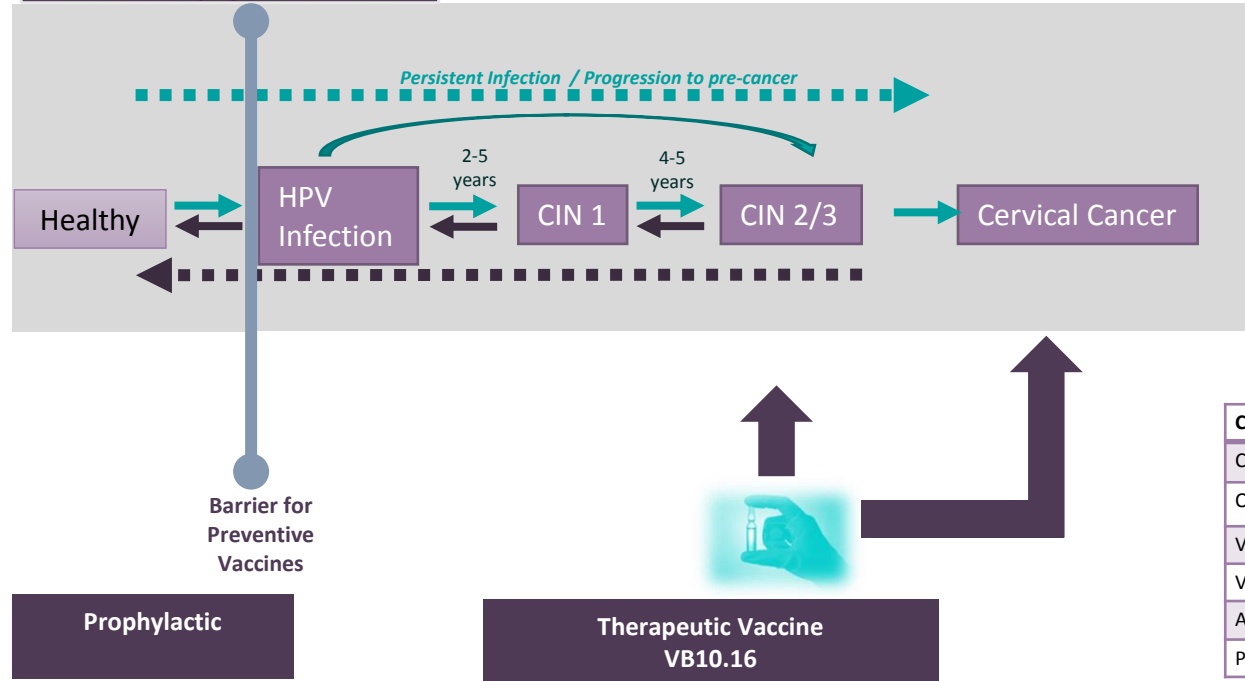 Persistent Infection / Progression to pre-cancer
2-5
years
4-5
years
Healthy
HPV
Infection
CIN 1
CIN 2/3
Cervical Cancer
Barrier for
Preventive
Vaccines
Prophylactic
Therapeutic Vaccine
VB10.16